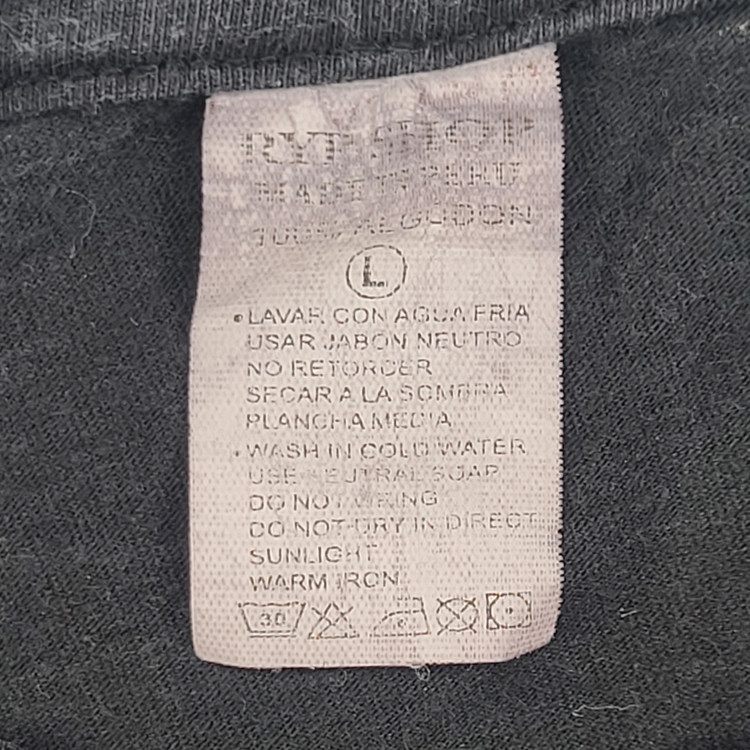 RYP SHOP
MADE IN PERU
100% ALGODON
L
LAVAR CON AGUA FRIA
USAR JABON NEUTRO
NO RETORCER
SECAR A LA SOMBRA
PLANCHA MEDIA
WASH IN COLD WATER
USE NEUTRAL SOAP
DO NOT WRING
DO NOT DRY IN DIRECT
SUNLIGHT
WARM IRON
30